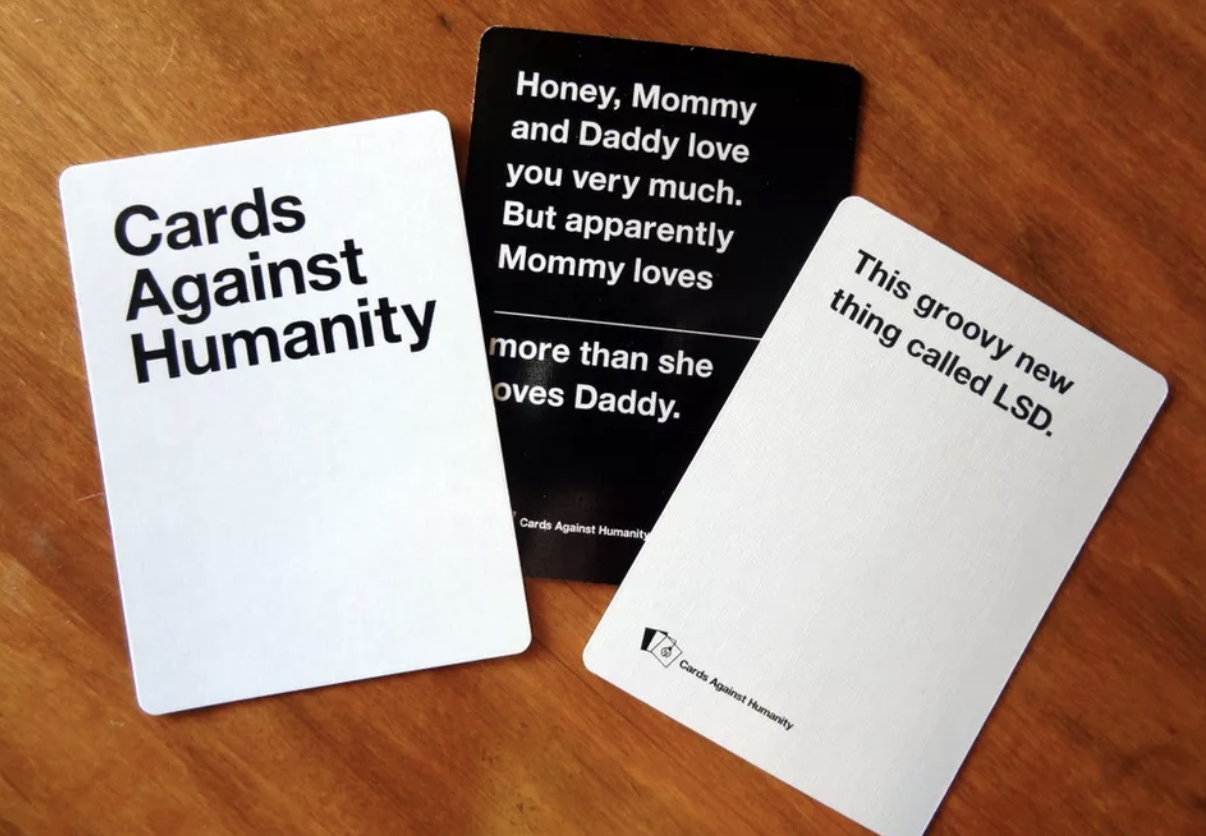 Cards
Against
Humanity
Honey, Mommy
and Daddy love
you very much.
But apparently
Mommy loves
more than she
oves Daddy.
Cards Against Humanity
This groovy new
thing called LSD.
Cards Against Humanity